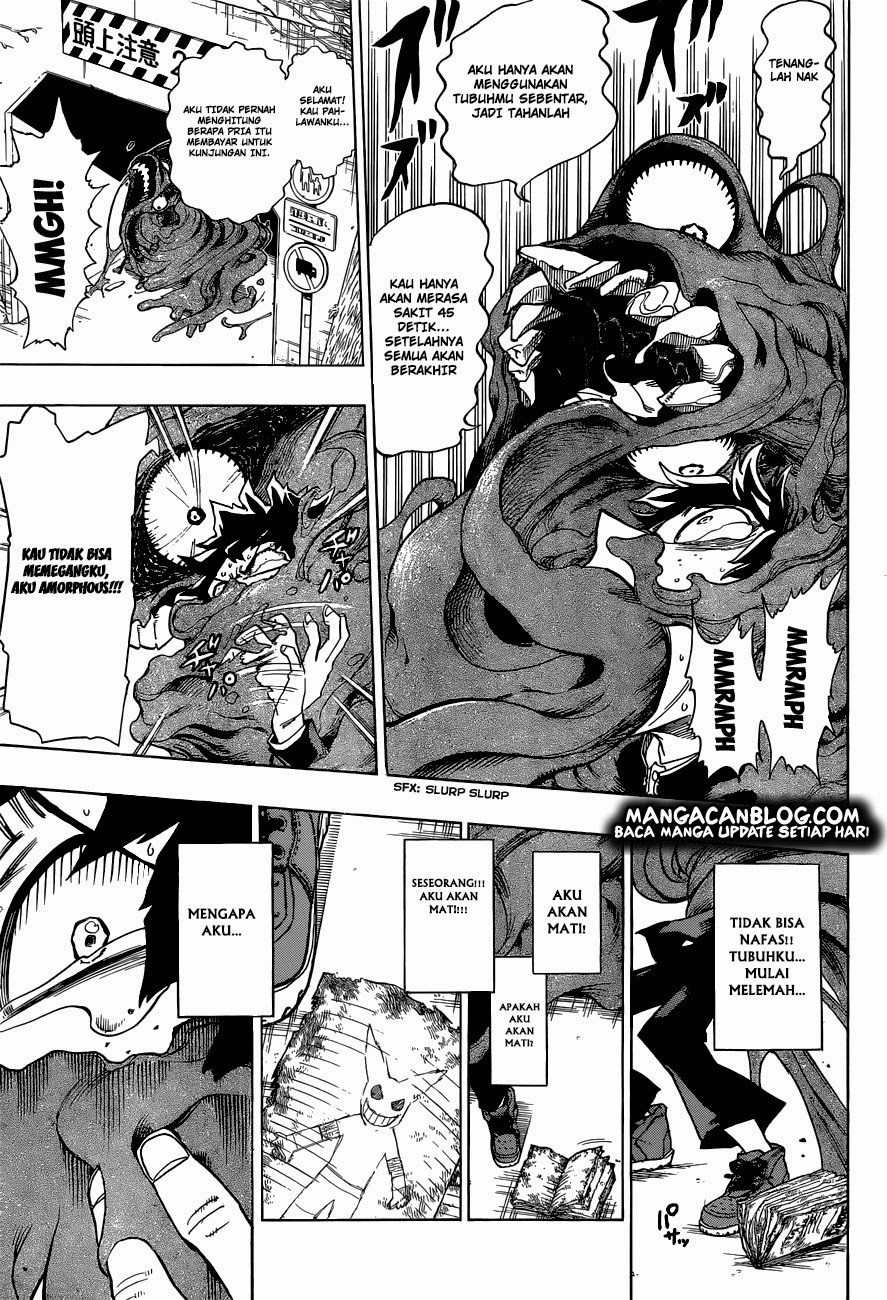 TENANG-
LAH NAK
AKU HANYA AKAN
MENGGUNAKAN
TUBUHMU SEBENTAR,
JADI TAHANLAH
KAU HANYA
AKAN MERASA
SAKIT 45
DETIK...
SETELAHNYA
SEMUA AKAN
BERAKHIR
MMRMPH
MMRMPH
頭上注意 2
AKU
SELAMAT!
KAU PAH-
LAWANKU...
AKU TIDAK PERNAH
MENGHITUNG
BERAPA PRIA ITU
MEMBAYAR UNTUK
KUNJUNGAN INI.
MMGH!
KAU TIDAK BISA
MEMEGANGKU,
AKU AMORPHOUS!!!
SFX: SLURP SLURP
MANGACANBLOG.COM
BACA MANGA UPDATE SETIAP HARI
TIDAK BISA
NAFAS!!
TUBUHKU...
MULAI
MELEMAH...
AKU
AKAN
MATI!
APAKAH
AKU
AKAN
MATI?
SESEORANG!!!
AKU AKAN
MATI!!!
MENGAPA
AKU...